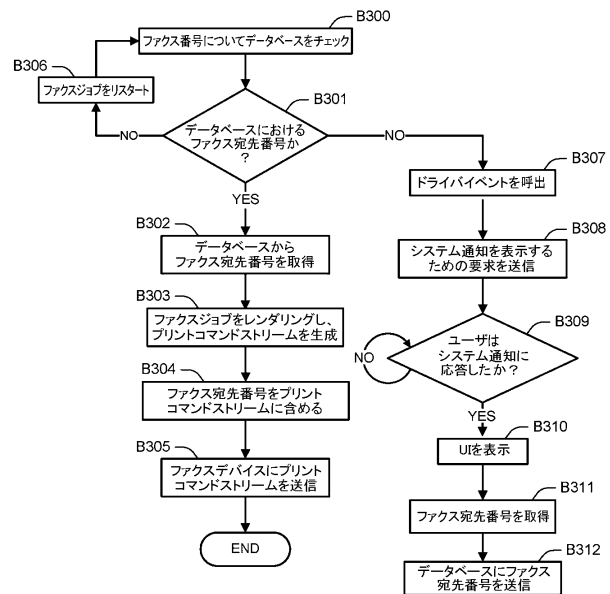 B300
ファクス番号についてデータベースをチェック
B306
ファクスジョブをリスタート
B301
データベースにおける
ファクス宛先番号か
?
NO
NO
YES
B302
データベースから
ファクス宛先番号を取得
B303
ファクスジョブをレンダリングし、
プリントコマンドストリームを生成
B304
ファクス宛先番号をプリント
コマンドストリームに含める
B305
ファクスデバイスにプリント
コマンドストリームを送信
END
B307
ドライバイベントを呼出
B308
システム通知を表示する
ための要求を送信
B309
ユーザは
システム通知に
応答したか?
NO
YES
B310
UIを表示
B311
ファクス宛先番号を取得
B312
データベースにファクス
宛先番号を送信